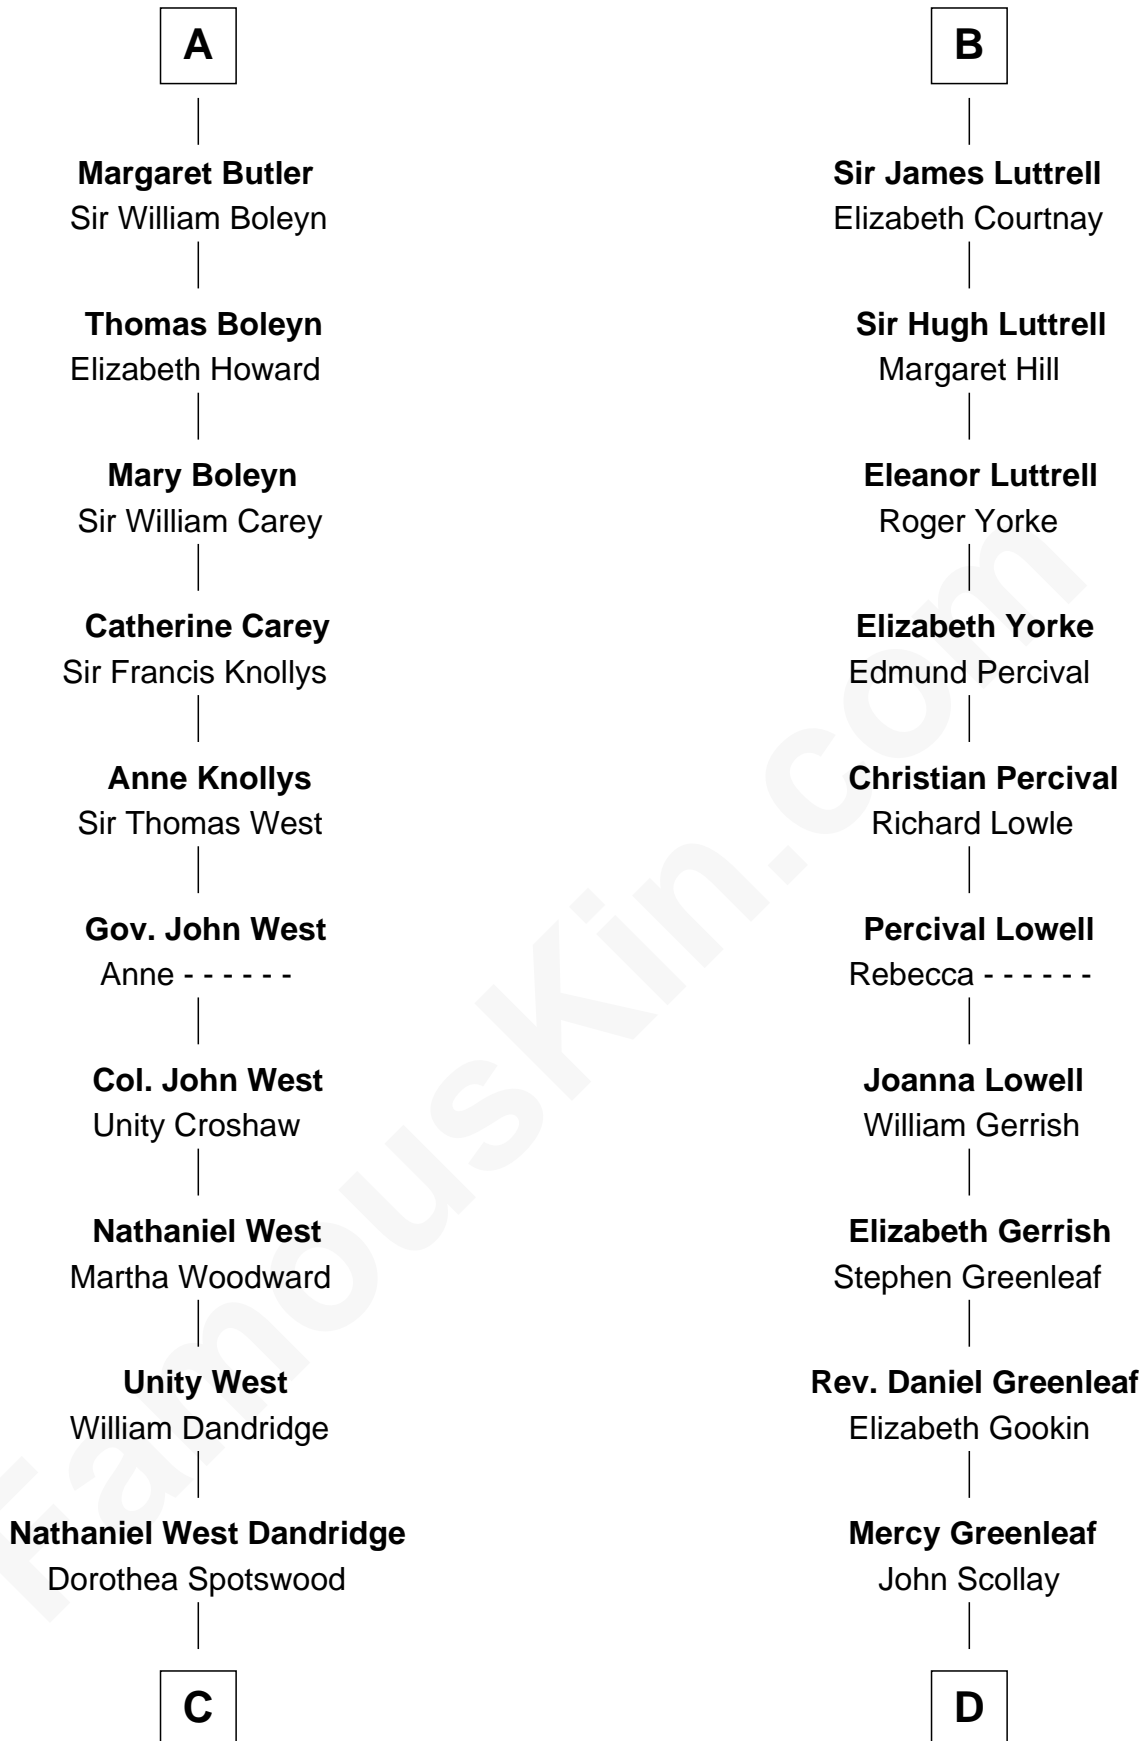 A
Margaret Butler
Sir William Boleyn
Thomas Boleyn
Elizabeth Howard
Mary Boleyn
Sir William Carey
Catherine Carey
Sir Francis Knollys
Anne Knollys
Sir Thomas West
Gov. John West
Anne - - - - - -
Col. John West
Unity Croshaw
Nathaniel West
Martha Woodward
Unity West
William Dandridge
Nathaniel West Dandridge
Dorothea Spotswood
C
B
Sir James Luttrell
Elizabeth Courtnay
Sir Hugh Luttrell
Margaret Hill
Eleanor Luttrell
Roger Yorke
Elizabeth Yorke
Edmund Percival
Christian Percival
Richard Lowle
Percival Lowell
Rebecca - - - - - -
Joanna Lowell
William Gerrish
Elizabeth Gerrish
Stephen Greenleaf
Rev. Daniel Greenleaf
Elizabeth Gookin
Mercy Greenleaf
John Scollay
D
FamousKin.com